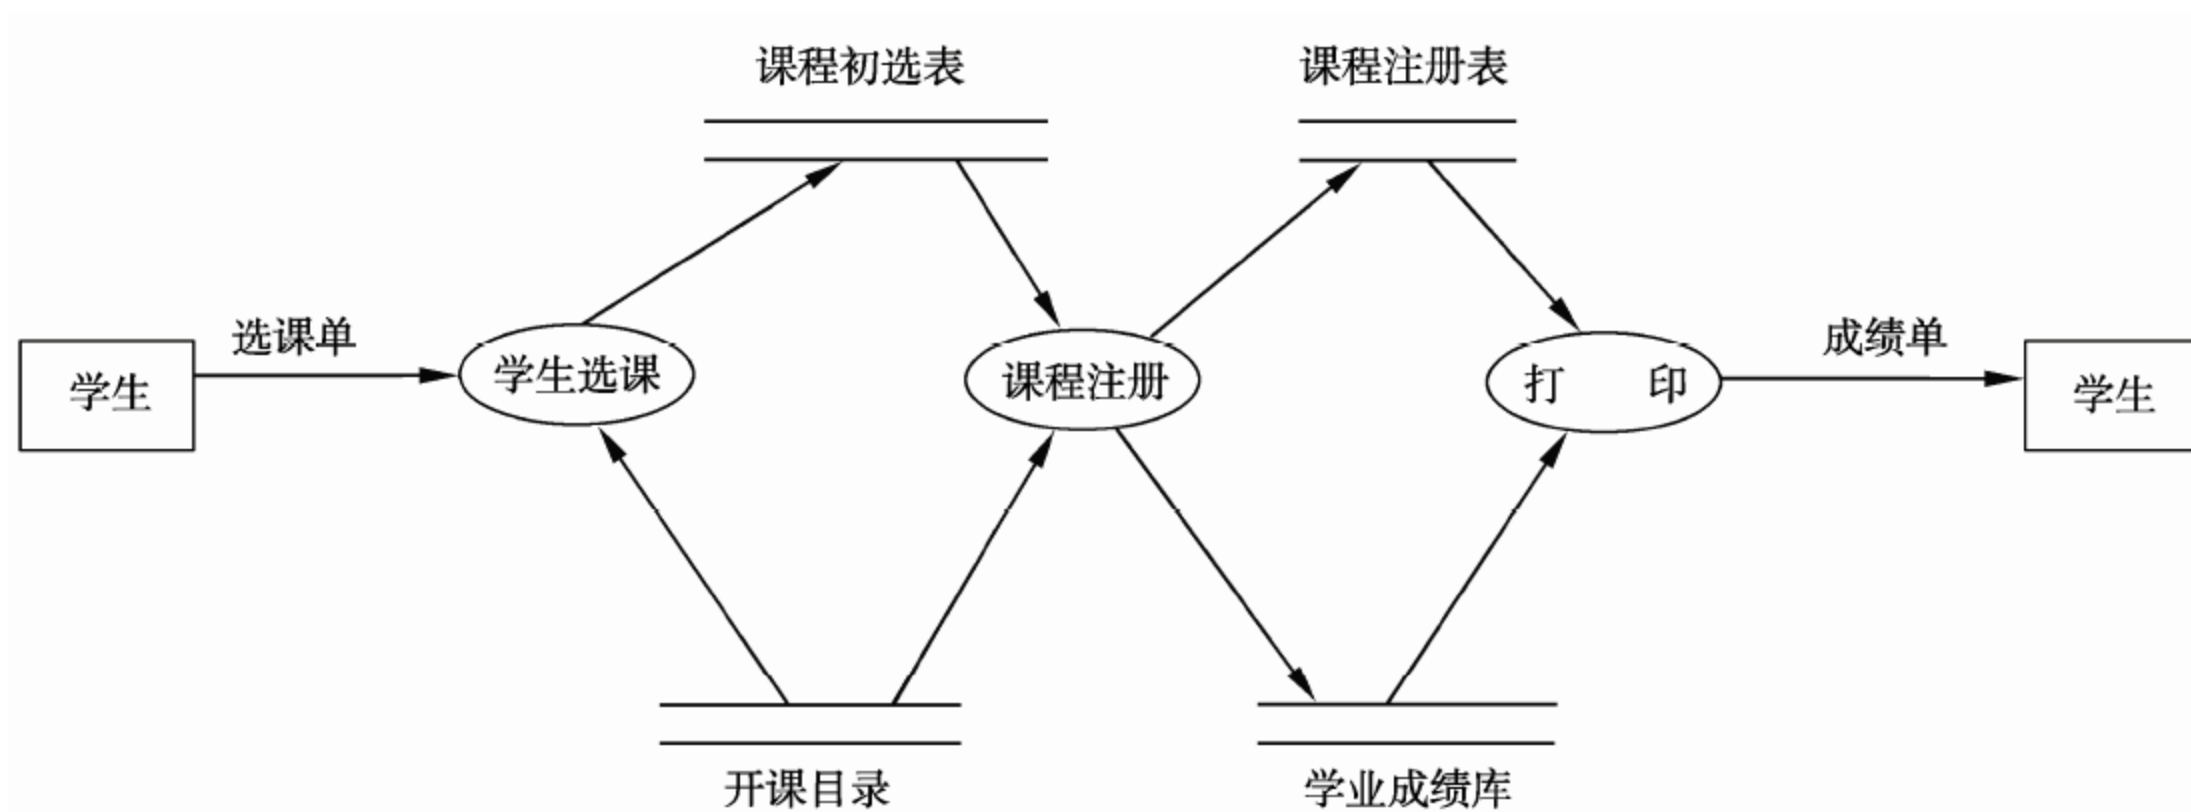 课程初选表
课程注册表
选课单
成绩单
学生
学生选课
课程注册
打 印
学生
开课目录
学业成绩库